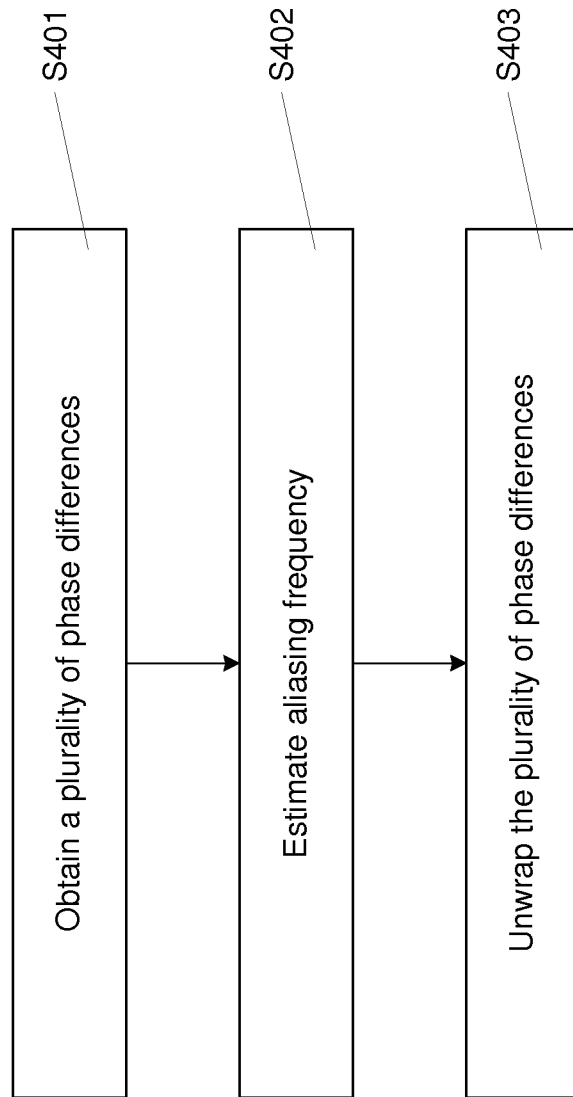 Obtain a plurality of phase differences
S401
Estimate aliasing frequency
S402
Unwrap the plurality of phase differences
S403